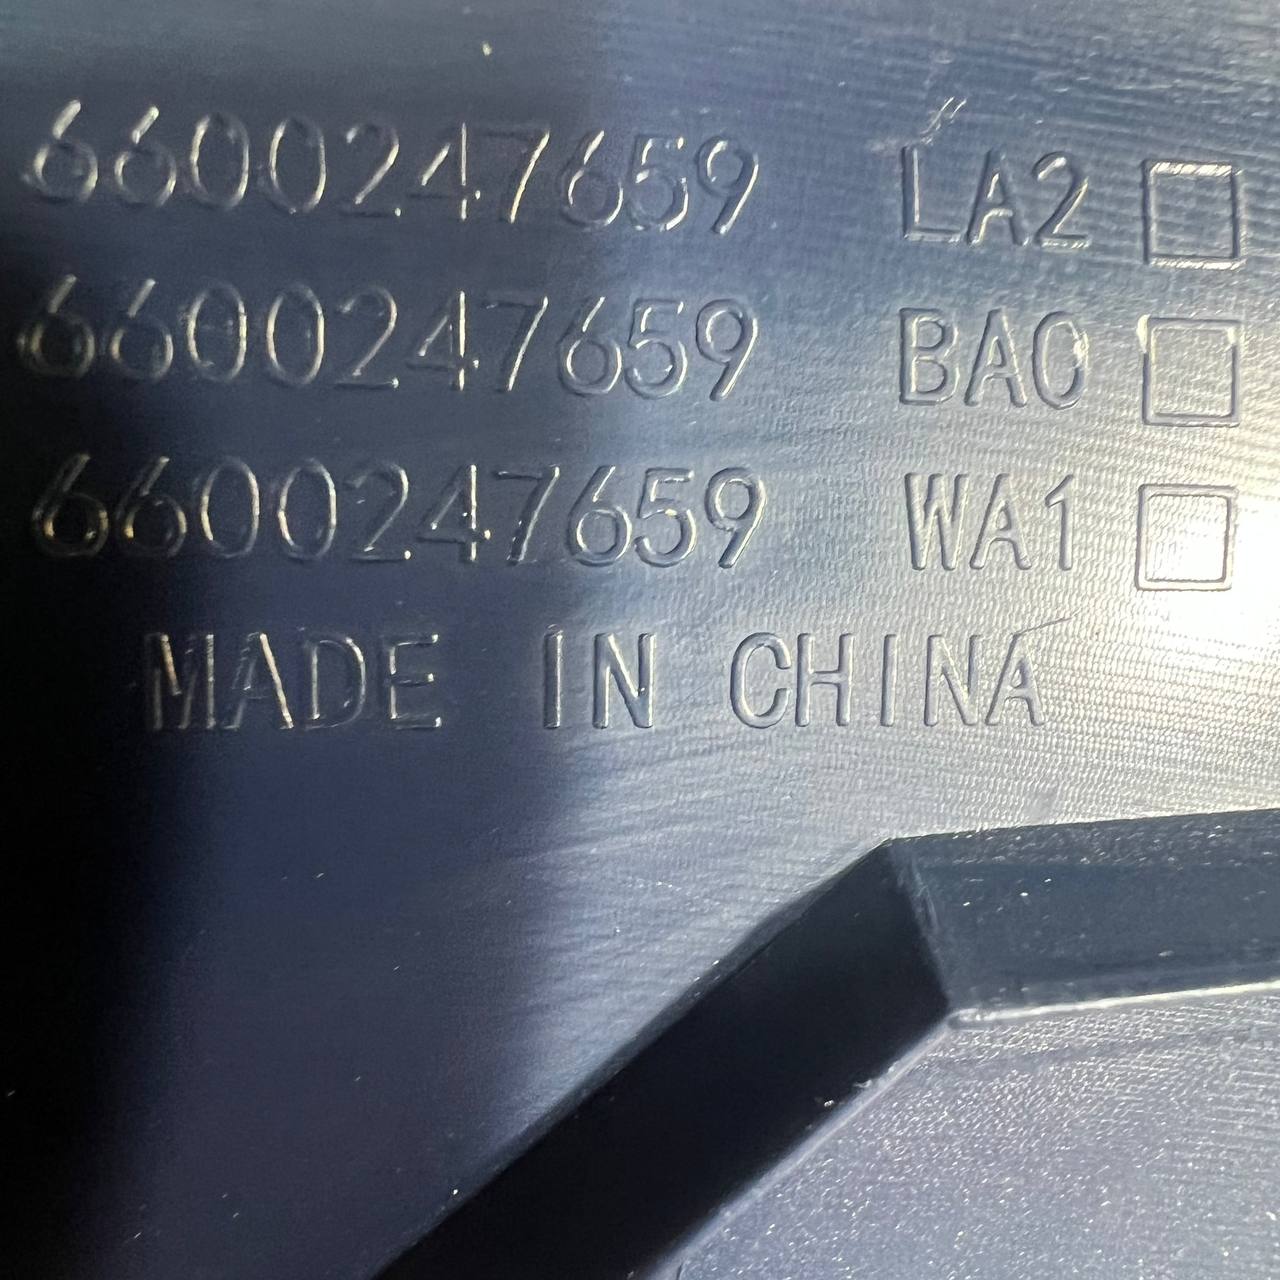 6600247659 LA2 □
6600247659 BA0 □
6600247659 WA1 □
MADE IN CHINA